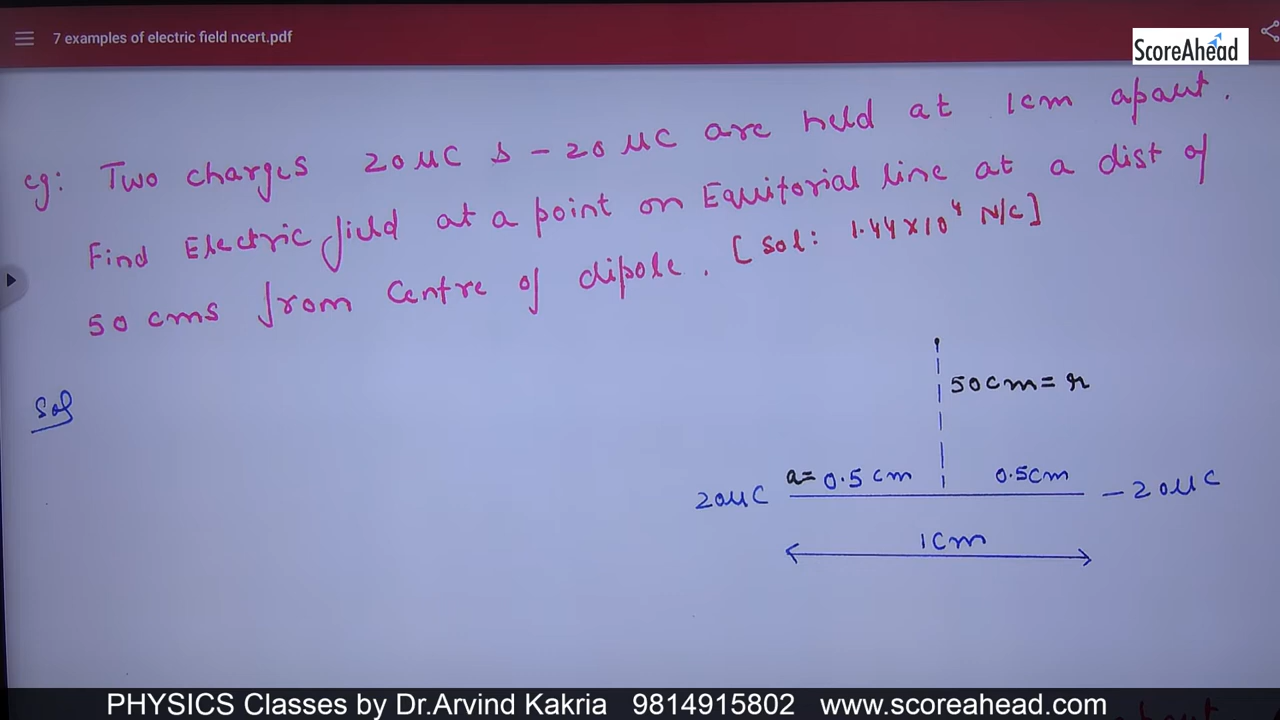 7 examples of electric field ncert.pdf
ScoreAhead
eg: Two charges 20 μC & -20 μC are held at 1cm apart.
Find Electric field at a point on Equitorial line at a dist of
50 cms from Centre of dipole. [Sol: 1.44×10⁴ N/C]
Sol
50cm = r
a= 0.5 cm 0.5cm
20μC -20μC
1cm
PHYSICS Classes by Dr.Arvind Kakria 9814915802 www.scoreahead.com